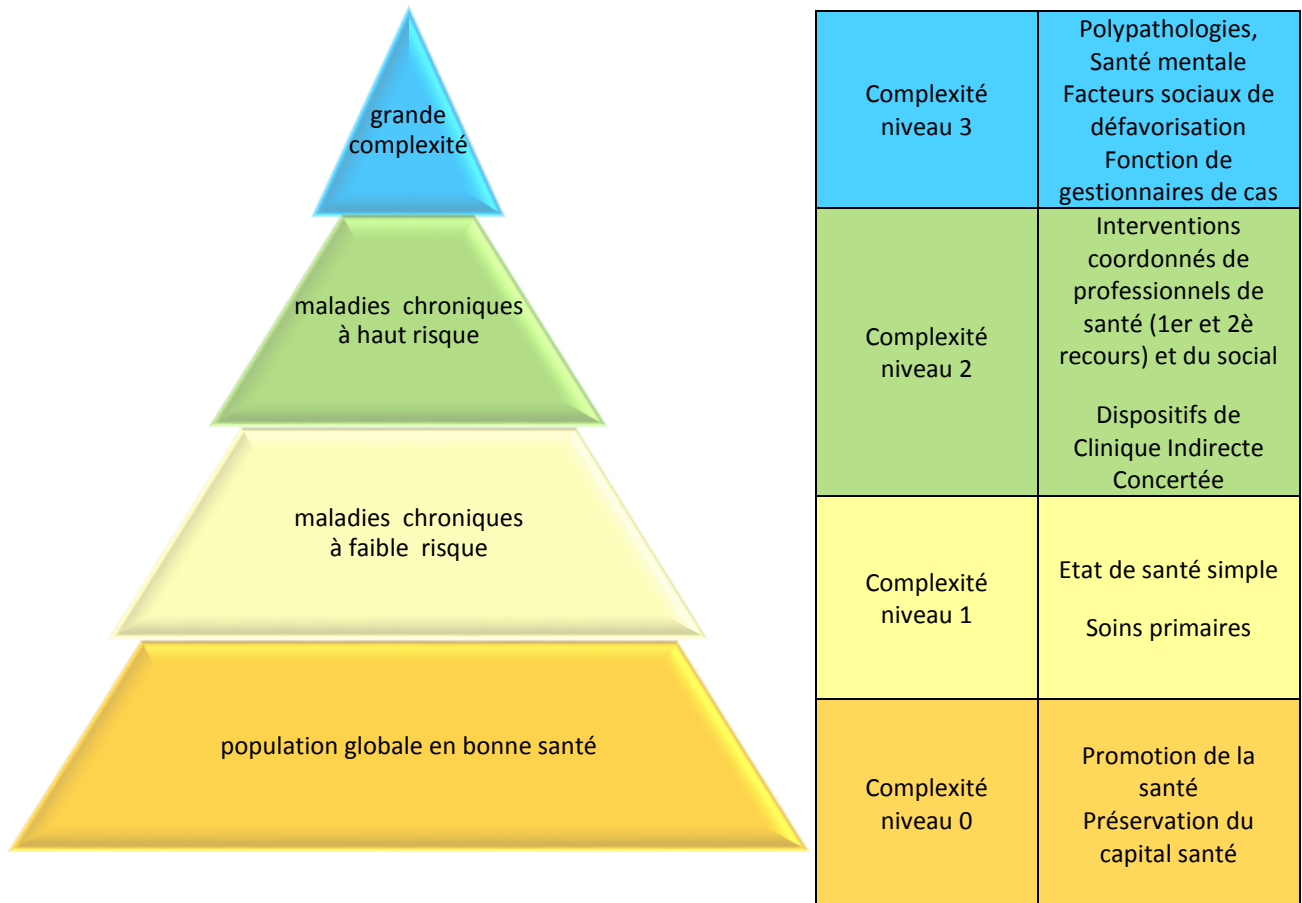 grande
complexité
maladies chroniques
à haut risque
maladies chroniques
à faible risque
population globale en bonne santé
Complexité
niveau 3
Polypathologies,
Santé mentale
Facteurs sociaux de
défavorisation
Fonction de
gestionnaires de cas
Complexité
niveau 2
Interventions
coordonnés de
professionnels de
santé (1er et 2è
recours) et du social
Dispositifs de
Clinique Indirecte
Concertée
Complexité
niveau 1
Etat de santé simple
Soins primaires
Complexité
niveau 0
Promotion de la
santé
Préservation du
capital santé